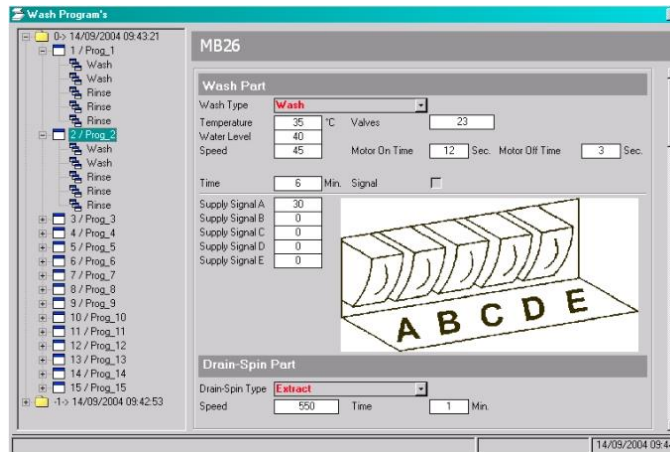 Wash Program's
0-> 14/09/2004 09:43:21
1 / Prog_1
Wash
Wash
Rinse
Rinse
Rinse
2 / Prog_2
Wash
Wash
Rinse
Rinse
Rinse
3 / Prog_3
4 / Prog_4
5 / Prog_5
6 / Prog_6
7 / Prog_7
8 / Prog_8
9 / Prog_9
10 / Prog_10
11 / Prog_11
12 / Prog_12
13 / Prog_13
14 / Prog_14
15 / Prog_15
-1-> 14/09/2004 09:42:53
MB26
Wash Part
Wash Type Wash
Temperature 35 °C Valves 23
Water Level 40
Speed 45 Motor On Time 12 Sec. Motor Off Time 3 Sec.
Time 6 Min. Signal
Supply Signal A 30
Supply Signal B 0
Supply Signal C 0
Supply Signal D 0
Supply Signal E 0
A B C D E
Drain-Spin Part
Drain-Spin Type Extract
Speed 550 Time 1 Min.
14/09/2004 09:4